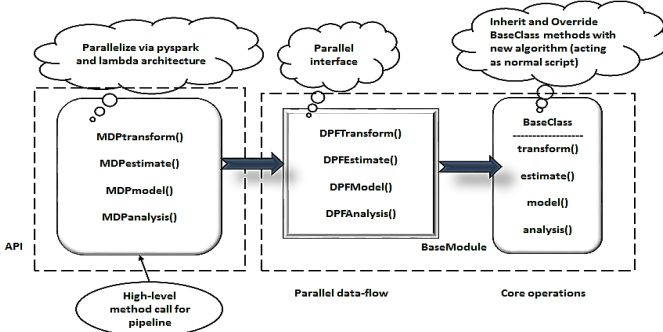 Parallelize via pyspark
and lambda architecture
Parallel
interface
Inherit and Override
BaseClass methods with
new algorithm (acting
as normal script)
MDPtransform()
MDPestimate()
MDPmodel()
MDPanalysis()
DPFTransform()
DPFEstimate()
DPFModel()
DPFAnalysis()
BaseClass
------------------
transform()
estimate()
model()
analysis()
API
BaseModule
High-level
method call for
pipeline
Parallel data-flow
Core operations